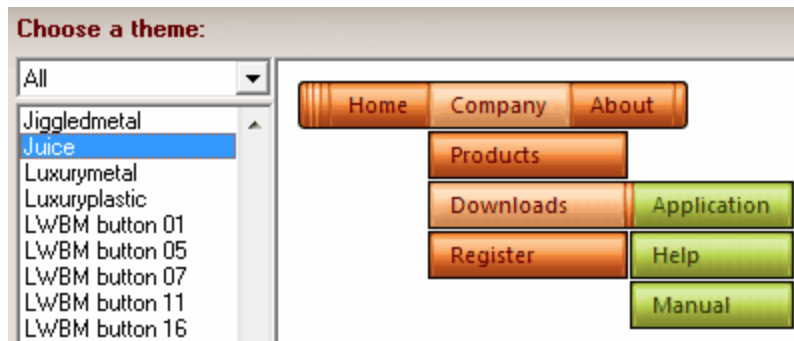 Choose a theme:
All
Jiggledmetal
Juice
Luxurymetal
Luxuryplastic
LWBM button 01
LWBM button 05
LWBM button 07
LWBM button 11
LWBM button 16
Home Company About
Products
Downloads Application
Register Help
Manual